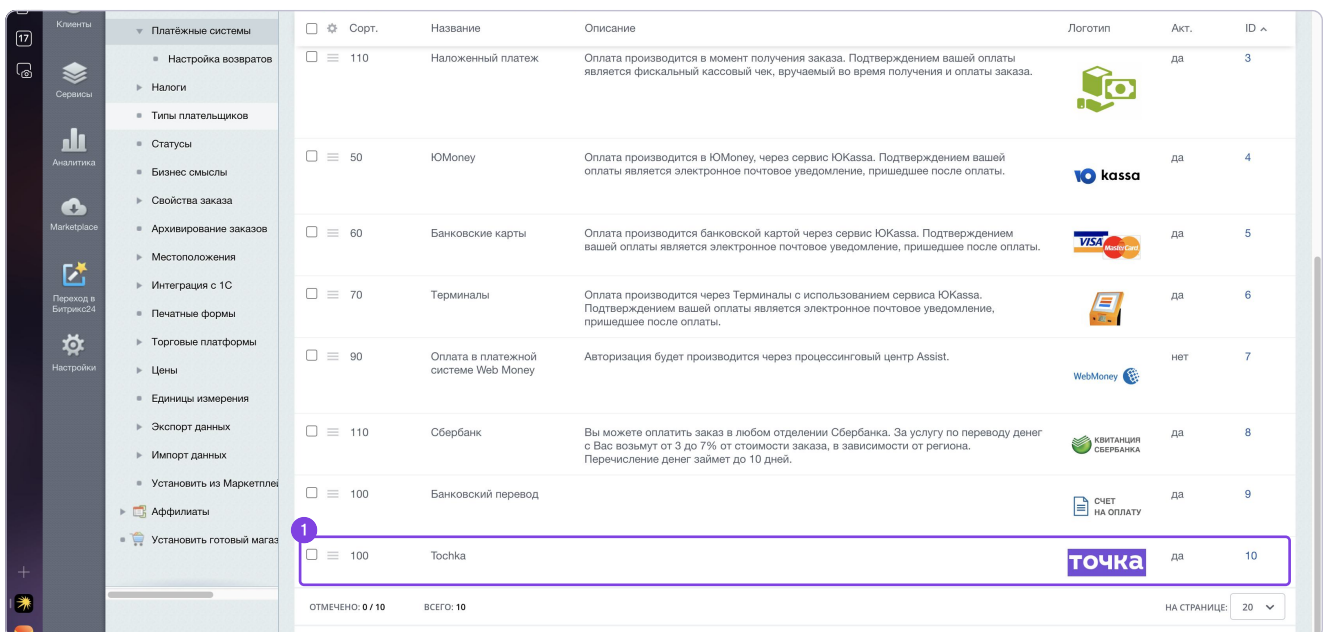 17
Клиенты
Сервисы
Аналитика
Marketplace
Переход в
Битрикс24
Настройки
Платёжные системы
Настройка возвратов
Налоги
Типы плательщиков
Статусы
Бизнес смыслы
Свойства заказа
Архивирование заказов
Местоположения
Интеграция с 1С
Печатные формы
Торговые платформы
Цены
Единицы измерения
Экспорт данных
Импорт данных
Установить из Маркетплей
Аффилиаты
Установить готовый магаз
Сорт. Название Описание Логотип Акт. ID
110 Наложенный платеж Оплата производится в момент получения заказа. Подтверждением вашей оплаты да 3
является фискальный кассовый чек, вручаемый во время получения и оплаты заказа.
50 ЮMoney Оплата производится в ЮMoney, через сервис ЮKassa. Подтверждением вашей да 4
оплаты является электронное почтовое уведомление, пришедшее после оплаты.
Ю kassa
60 Банковские карты Оплата производится банковской картой через сервис ЮKassa. Подтверждением да 5
вашей оплаты является электронное почтовое уведомление, пришедшее после оплаты.
VISA MasterCard
70 Терминалы Оплата производится через Терминалы с использованием сервиса ЮKassa. да 6
Подтверждением вашей оплаты является электронное почтовое уведомление,
пришедшее после оплаты.
90 Оплата в платежной Авторизация будет производится через процессинговый центр Assist. нет 7
системе Web Money
WebMoney
110 Сбербанк Вы можете оплатить заказ в любом отделении Сбербанка. За услугу по переводу денег да 8
с Вас возьмут от 3 до 7% от стоимости заказа, в зависимости от региона.
Перечисление денег займет до 10 дней.
КВИТАНЦИЯ
СБЕРБАНКА
100 Банковский перевод да 9
СЧЕТ
НА ОПЛАТУ
1
100 Tochka точка да 10
ОТМЕЧЕНО: 0 / 10 ВСЕГО: 10 НА СТРАНИЦЕ: 20